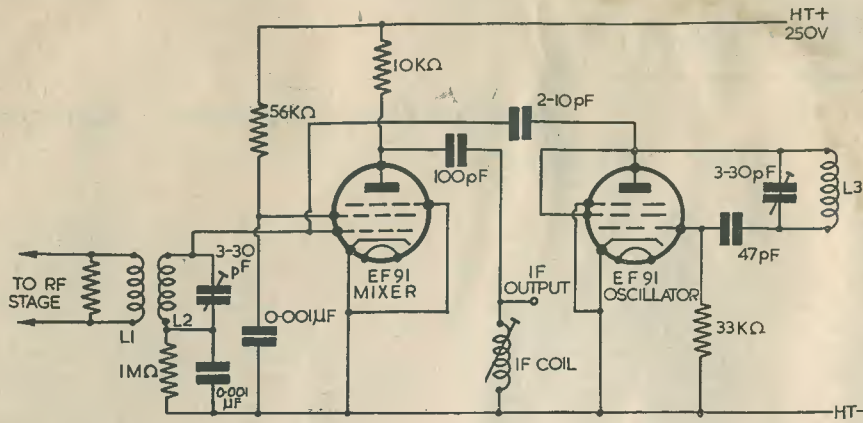 HT+
250V
10KΩ
56KΩ
2-10pF
100pF
3-30pF
L3
47pF
3-30
pF
EF91
MIXER
EF91
OSCILLATOR
IF
OUTPUT
TO RF
STAGE
L1
L2
0·001µF
33KΩ
1MΩ
IF COIL
0·001
µF
HT-